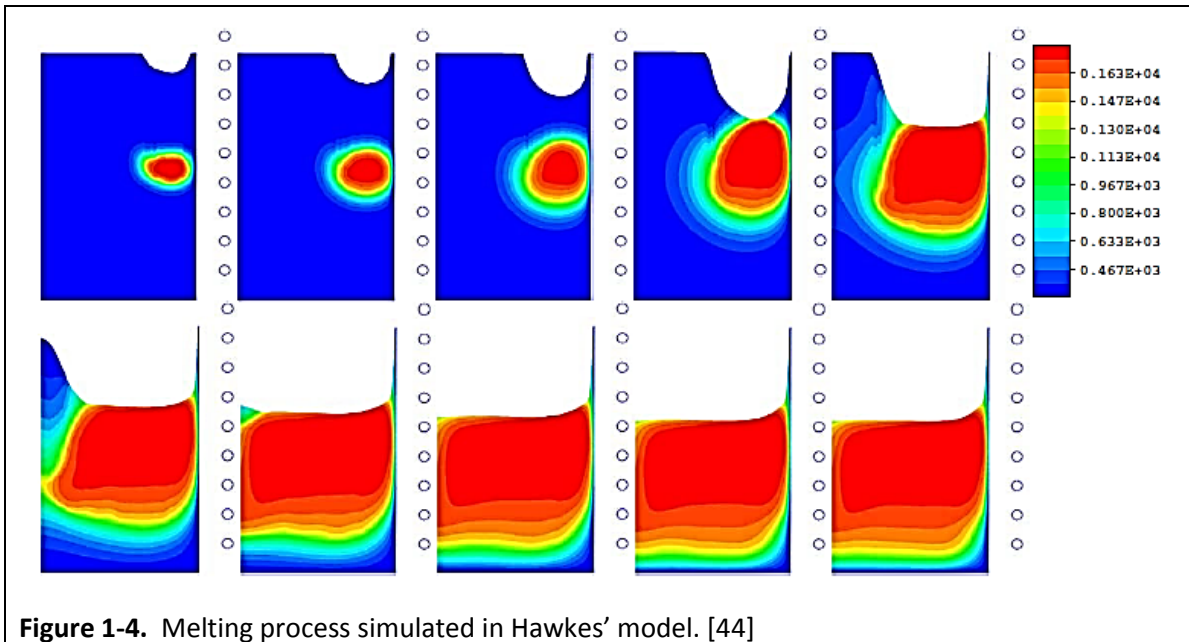 0.163E+04
0.147E+04
0.130E+04
0.113E+04
0.967E+03
0.800E+03
0.633E+03
0.467E+03
Figure 1-4. Melting process simulated in Hawkes’ model. [44]